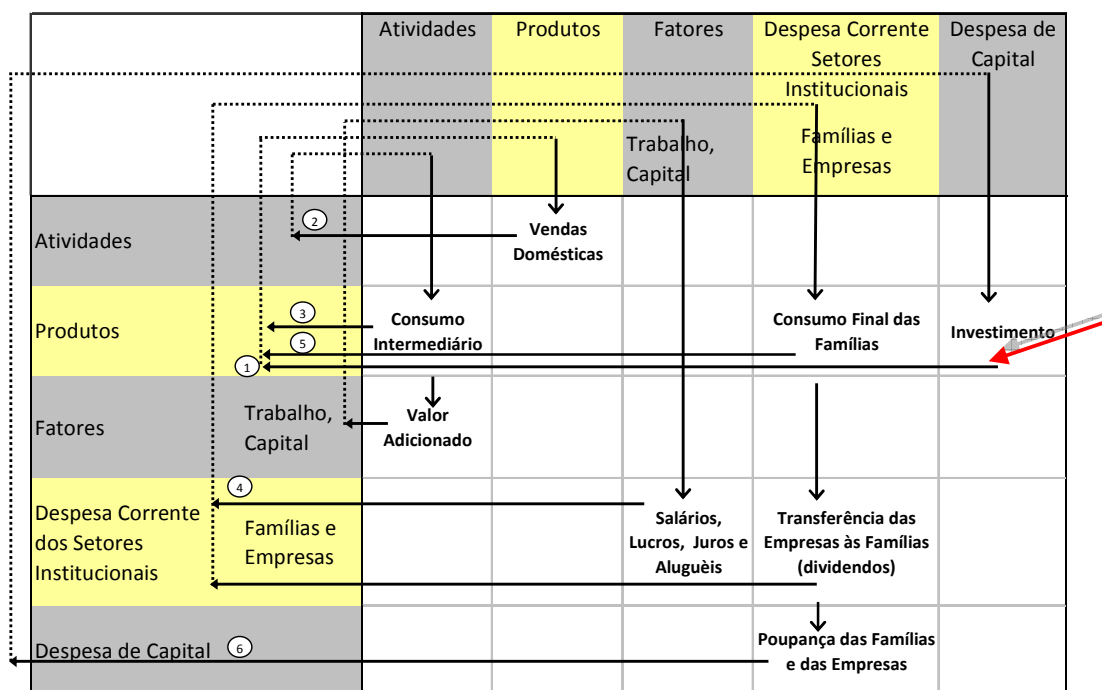 Atividades
Produtos
Fatores
Despesa Corrente
Setores
Institucionais
Despesa de
Capital
Trabalho,
Capital
Famílias e
Empresas
Atividades
2
Vendas
Domésticas
Produtos
3
5
1
Consumo
Intermediário
Consumo Final das
Famílias
Investimento
Fatores
Trabalho,
Capital
Valor
Adicionado
4
Despesa Corrente
dos Setores
Institucionais
Famílias e
Empresas
Salários,
Lucros, Juros e
Aluguèis
Transferência das
Empresas às Famílias
(dividendos)
Despesa de Capital
6
Poupança das Famílias
e das Empresas